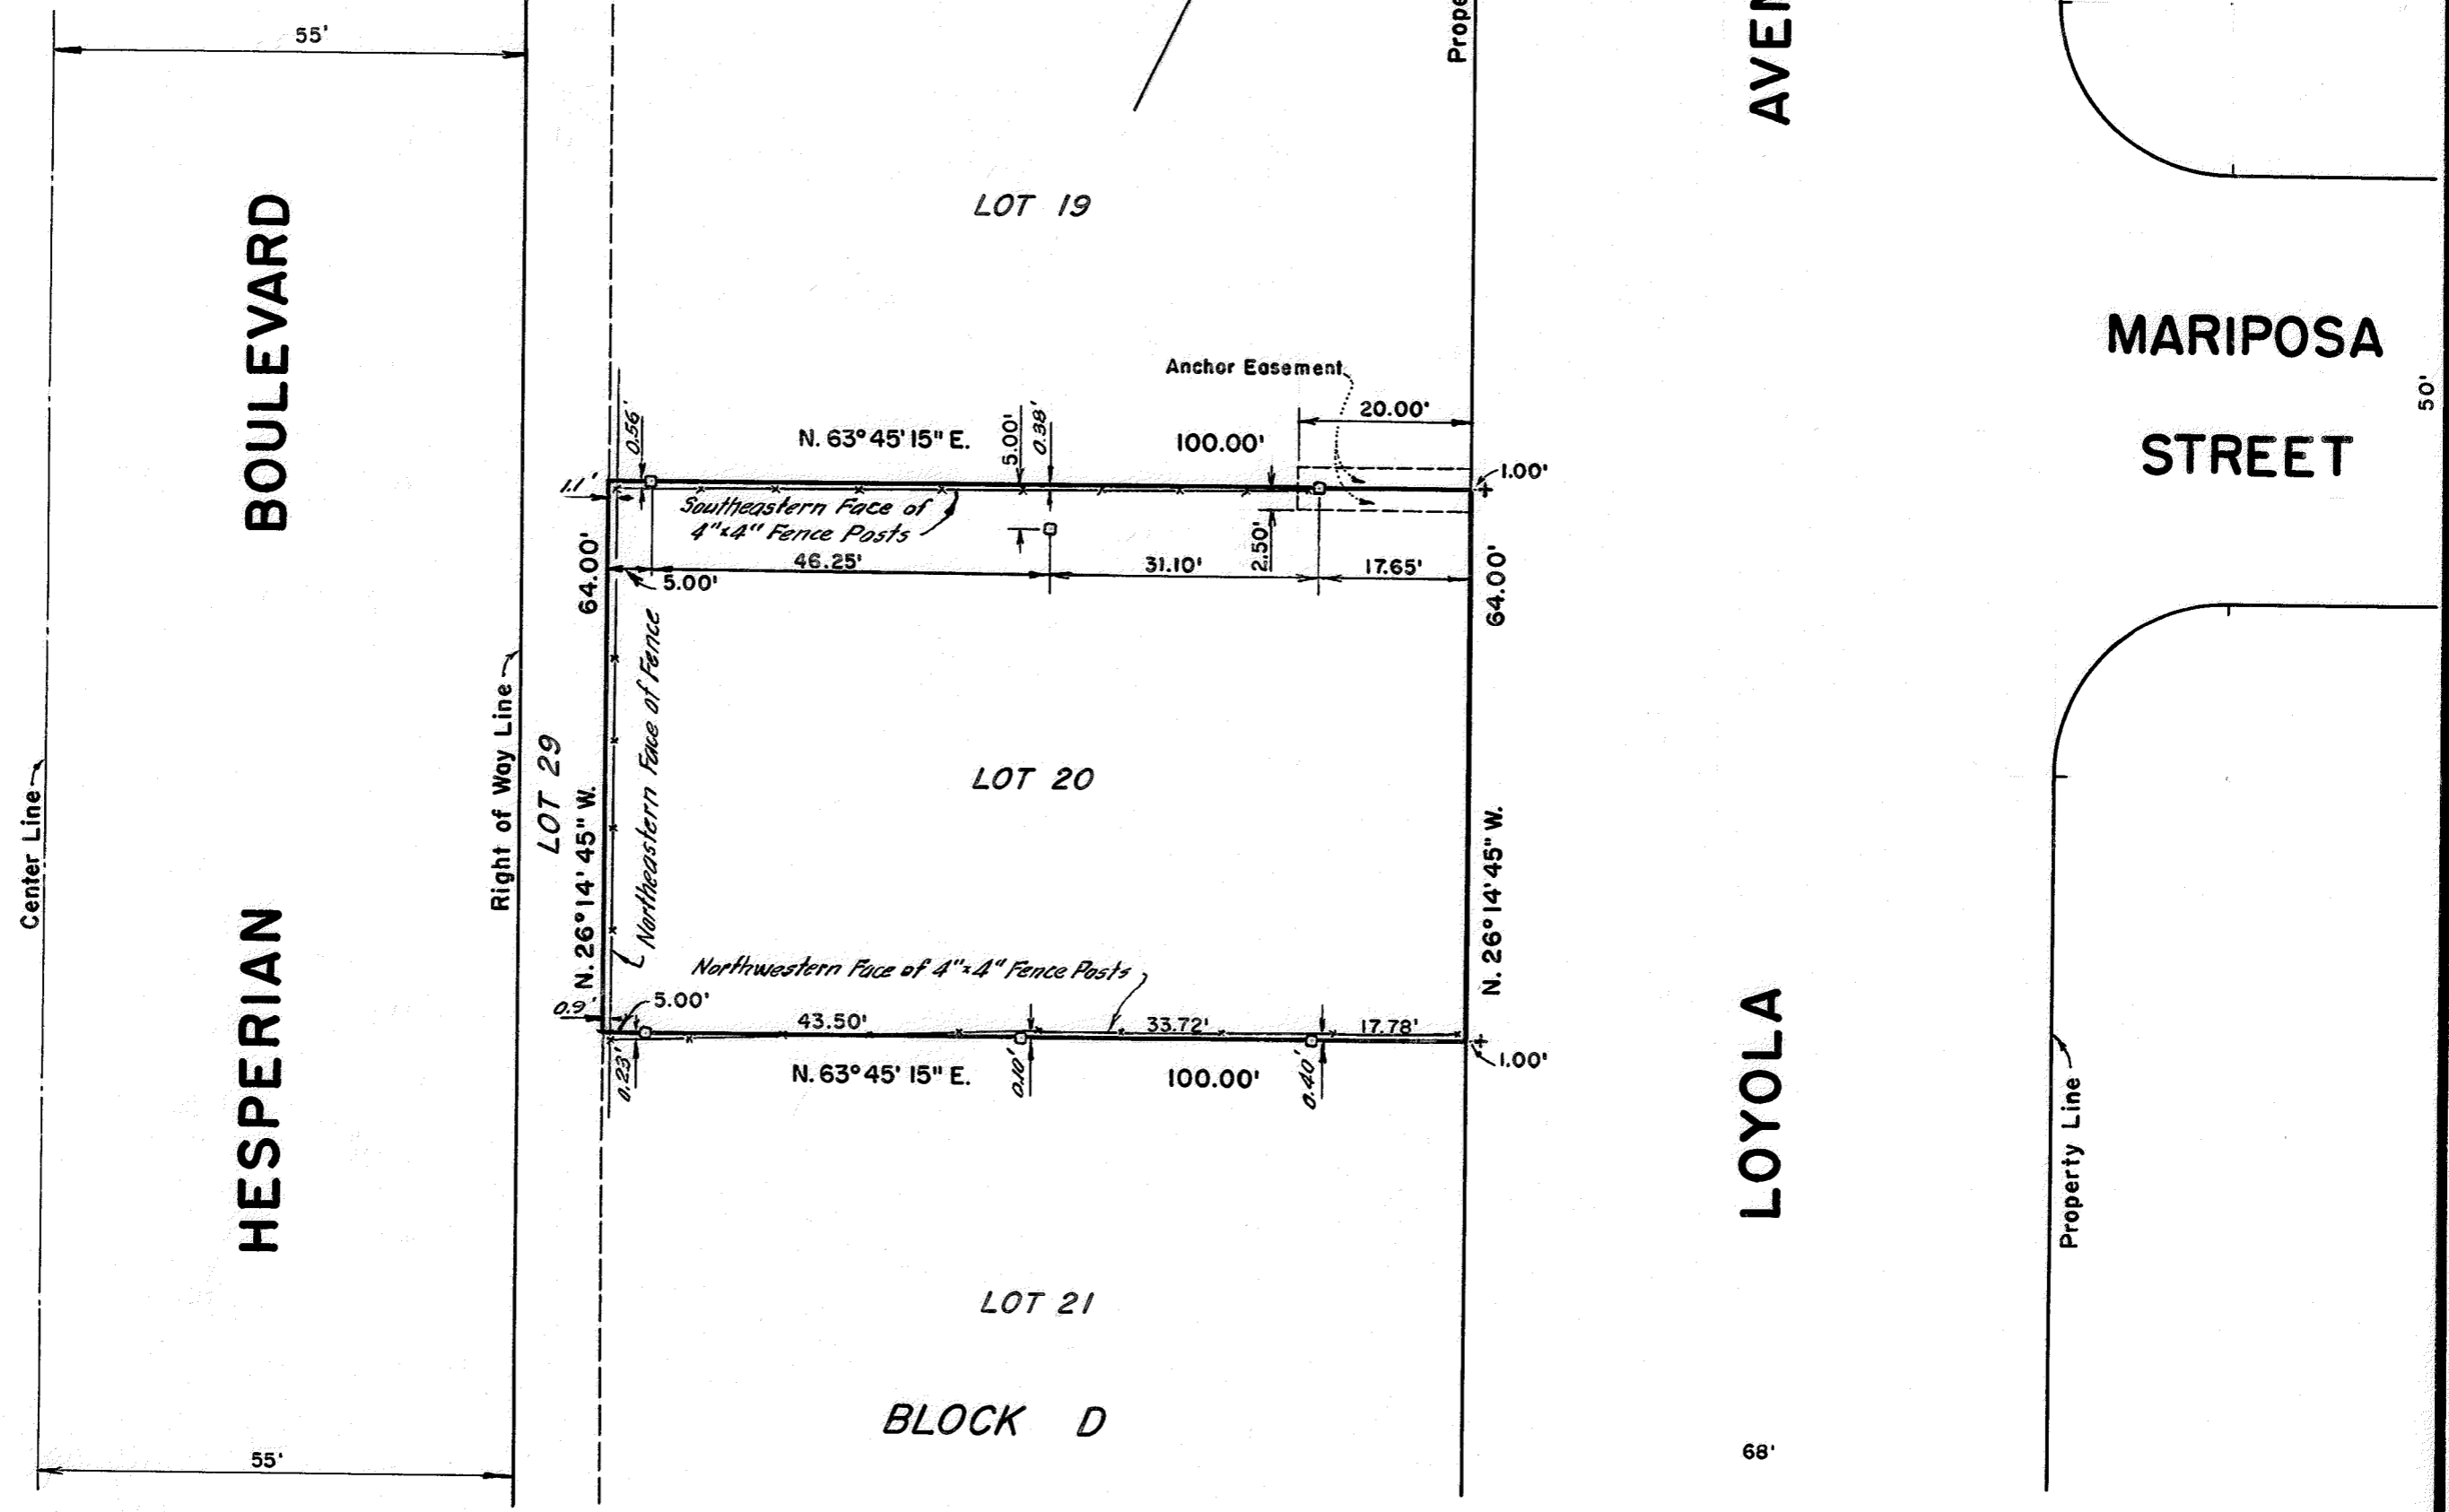 55'
Prope
AVEN
BOULEVARD
LOT 19
MARIPOSA
STREET
50'
Anchor Easement
20.00'
0.56'
N. 63° 45' 15" E.
5.00'
0.38'
100.00'
1.00'
1.1'
Southeastern Face of
4"x4" Fence Posts
46.25'
31.10'
2.50'
17.65'
5.00'
64.00'
64.00'
Northeastern Face of Fence
Right of Way Line
LOT 29
LOT 20
Center Line
N. 26° 14' 45" W.
N. 26° 14' 45" W.
Northwestern Face of 4"x4" Fence Posts
0.9'
5.00'
43.50'
33.72'
17.78'
0.23'
N. 63° 45' 15" E.
0.10'
100.00'
0.40'
1.00'
HESPERIAN
LOYOLA
Property Line
LOT 21
BLOCK D
55'
68'